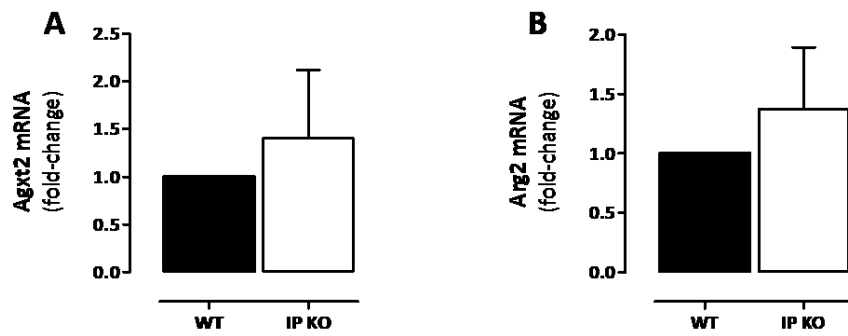 A
Agxt2 mRNA
(fold-change)
2.5
2.0
1.5
1.0
0.5
0.0
WT
IP KO
B
Arg2 mRNA
(fold-change)
2.0
1.5
1.0
0.5
0.0
WT
IP KO